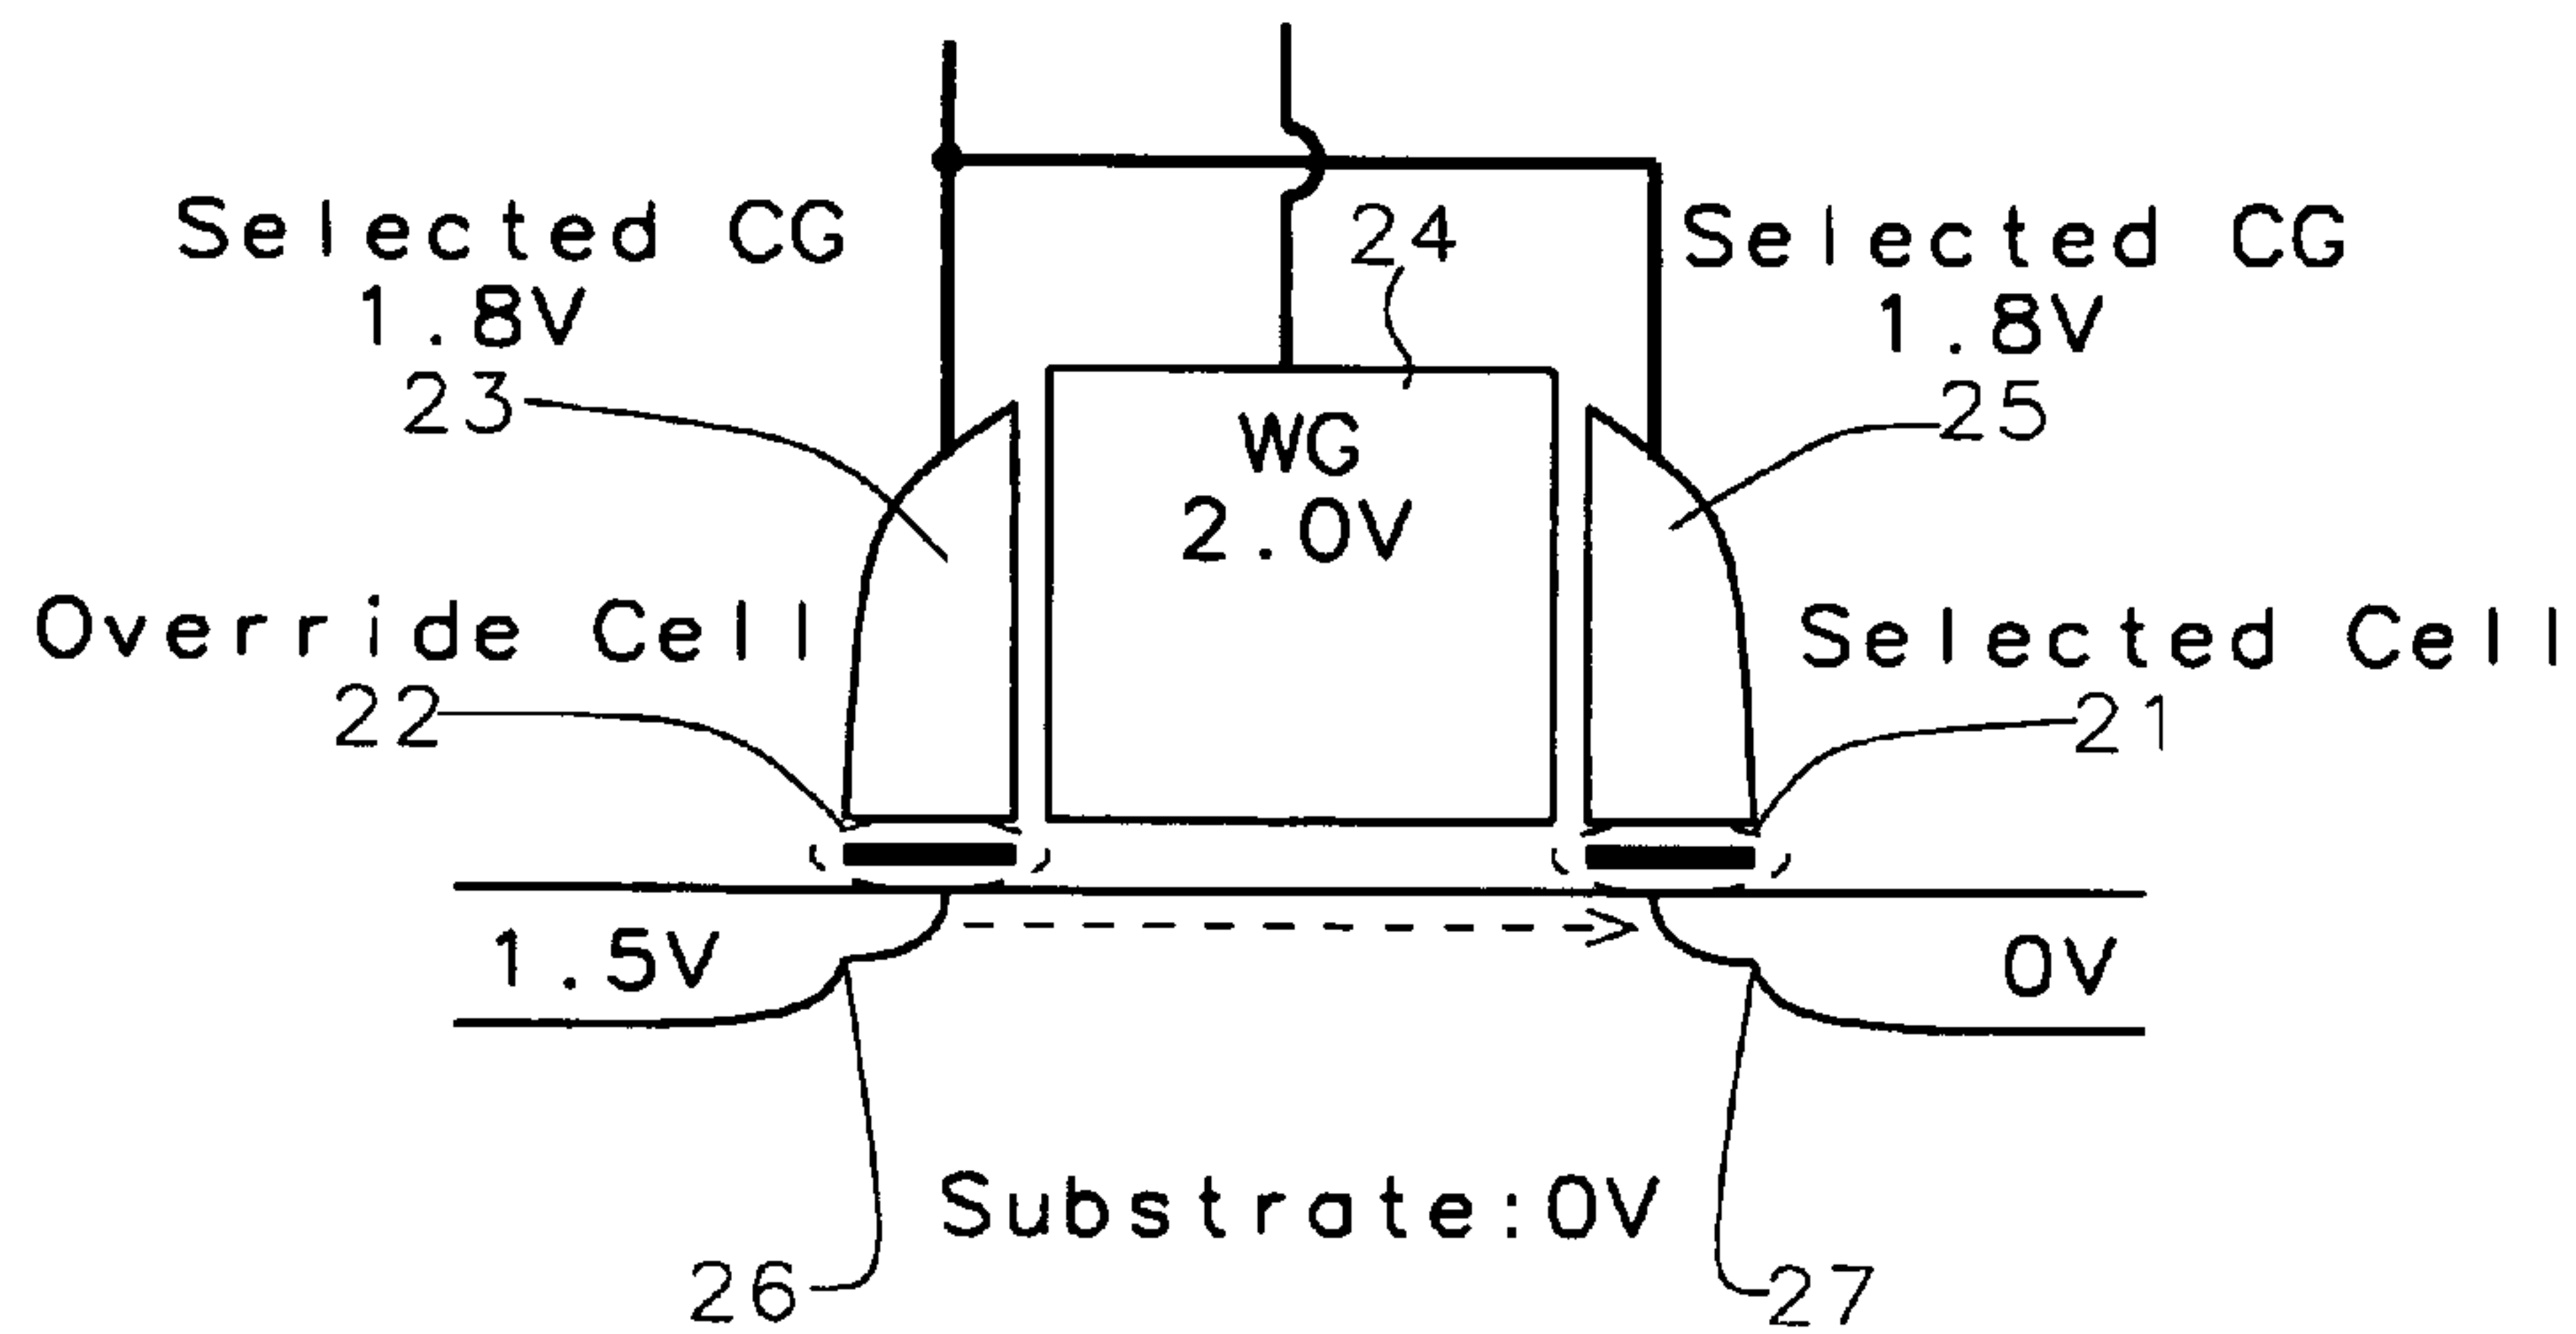 24
Selected CG
1.8V
23
Selected CG
1.8V
25
WG
2.0V
Override Cell
22
Selected Cell
21
1.5V
0V
Substrate:0V
26
27